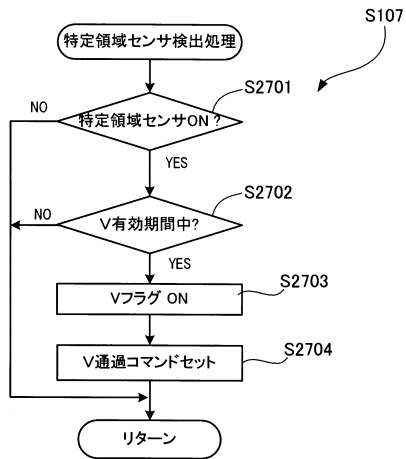 S107
特定領域センサ検出処理
S2701
特定領域センサON？
NO
YES
S2702
V有効期間中?
NO
YES
S2703
Vフラグ ON
S2704
V通過コマンドセット
リターン